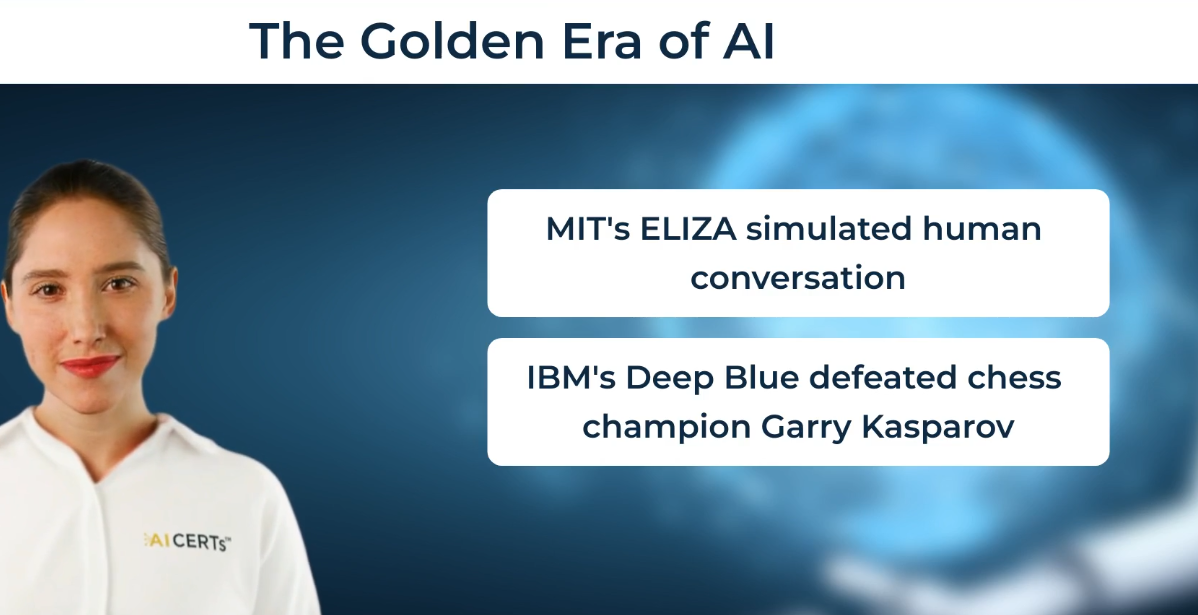 The Golden Era of AI
MIT's ELIZA simulated human
conversation
IBM's Deep Blue defeated chess
champion Garry Kasparov
AI CERTs™